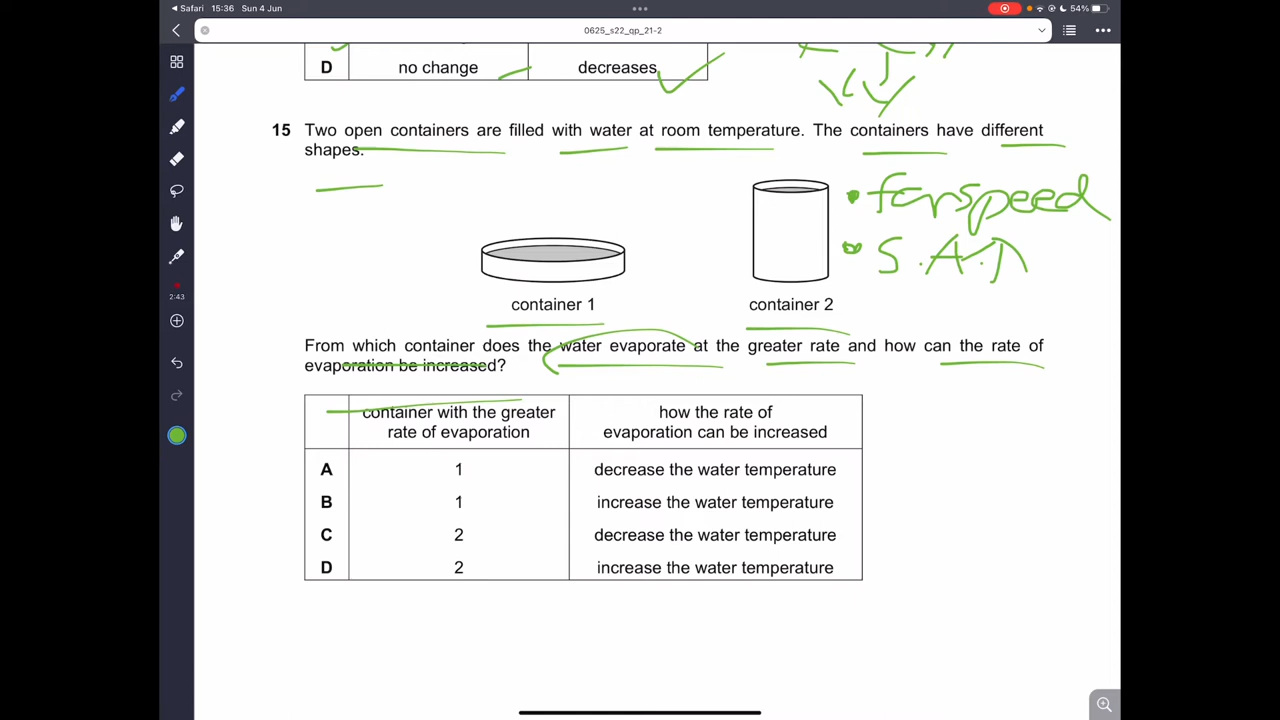 Safari 15:36 Sun 4 Jun
54%
0625_s22_qp_21-2
D no change decreases
15 Two open containers are filled with water at room temperature. The containers have different
shapes.
speed
S.A
container 1 container 2
From which container does the water evaporate at the greater rate and how can the rate of
evaporation be increased?
container with the greater rate of evaporation
how the rate of evaporation can be increased
A 1 decrease the water temperature
B 1 increase the water temperature
C 2 decrease the water temperature
D 2 increase the water temperature
2:43